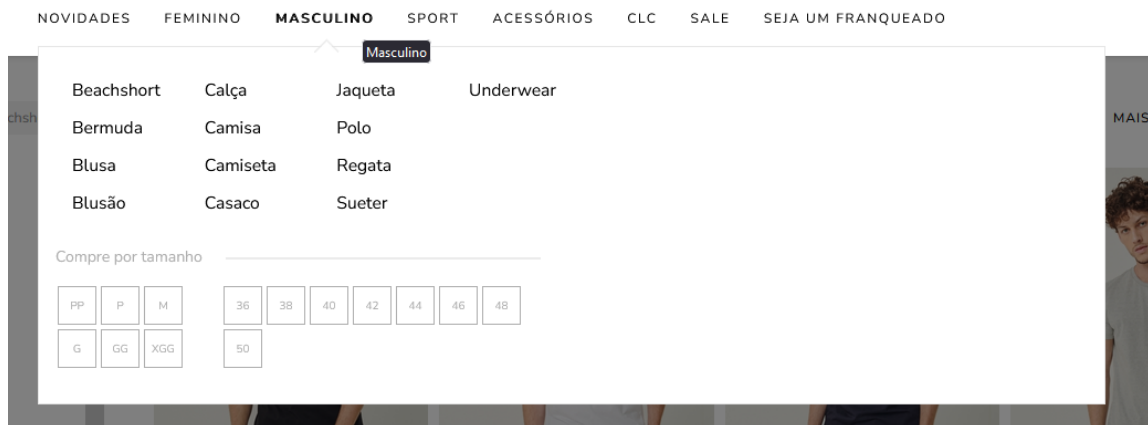 NOVIDADES FEMININO MASCULINO SPORT ACESSÓRIOS CLC SALE SEJA UM FRANQUEADO
Masculino
Beachshort Calça Jaqueta Underwear
chsh
MAIS
Bermuda Camisa Polo
Blusa Camiseta Regata
Blusão Casaco Sueter
Compre por tamanho
PP P M 36 38 40 42 44 46 48
G GG XGG 50